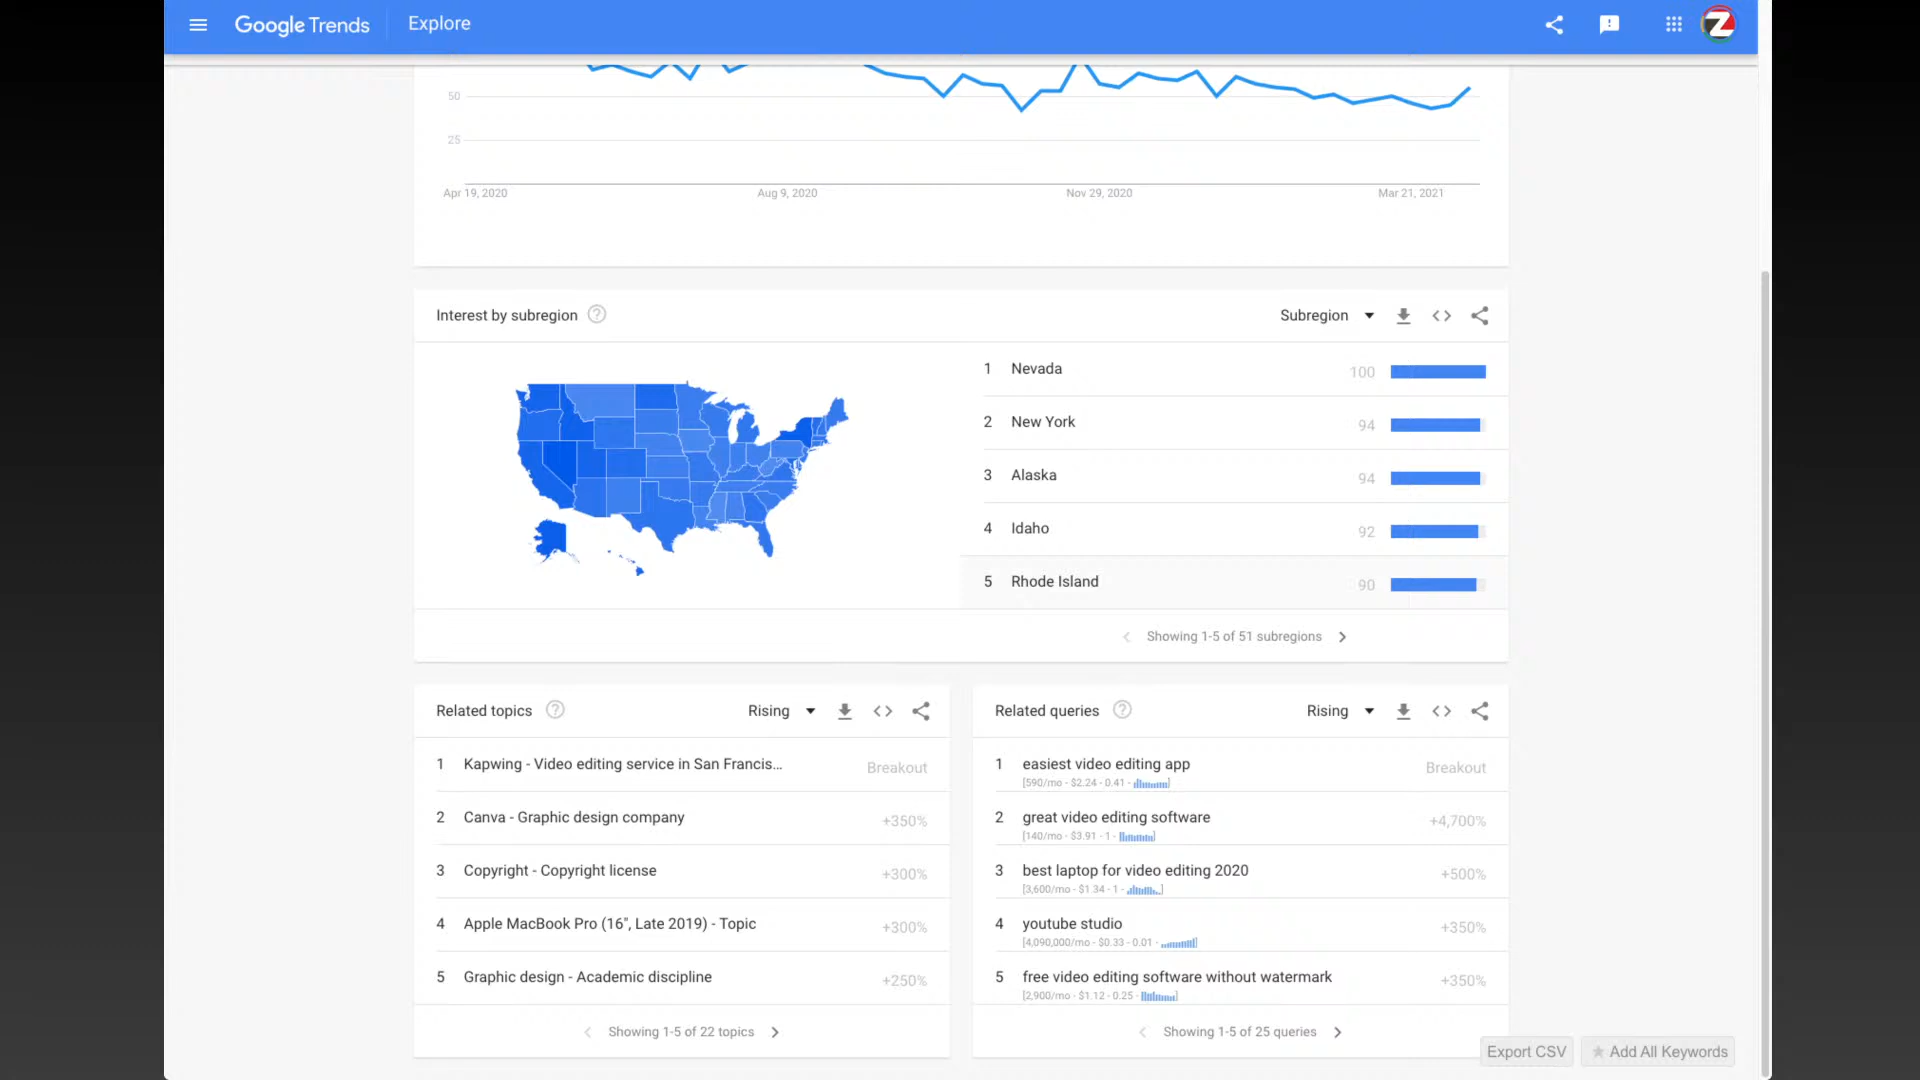 Google Trends
Explore
Z
50
25
Apr 19, 2020
Aug 9, 2020
Nov 29, 2020
Mar 21, 2021
Interest by subregion
Subregion
1 Nevada 100
2 New York 94
3 Alaska 94
4 Idaho 92
5 Rhode Island 90
Showing 1-5 of 51 subregions
Related topics
Rising
1 Kapwing - Video editing service in San Francis... Breakout
2 Canva - Graphic design company +350%
3 Copyright - Copyright license +300%
4 Apple MacBook Pro (16", Late 2019) - Topic +300%
5 Graphic design - Academic discipline +250%
Showing 1-5 of 22 topics
Related queries
Rising
1 easiest video editing app Breakout
[590/mo - $2.24 - 0.41 - ]
2 great video editing software +4,700%
[140/mo - $3.91 - 1 - ]
3 best laptop for video editing 2020 +500%
[3,600/mo - $1.34 - 1 - ]
4 youtube studio +350%
[4,090,000/mo - $0.33 - 0.01 - ]
5 free video editing software without watermark +350%
[2,900/mo - $1.12 - 0.25 - ]
Showing 1-5 of 25 queries
Export CSV
Add All Keywords